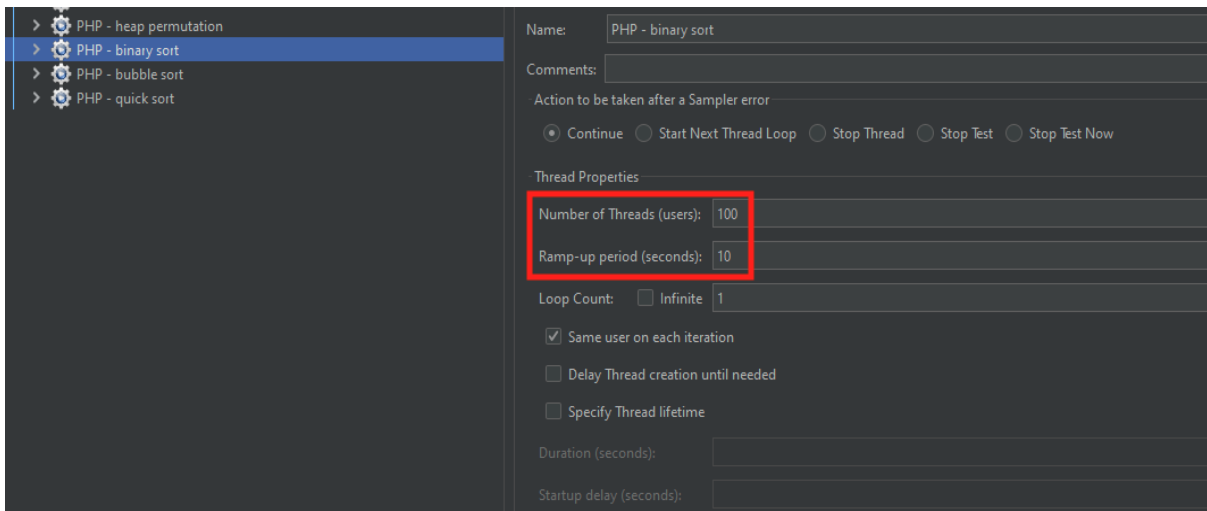 PHP - heap permutation
PHP - binary sort
PHP - bubble sort
PHP - quick sort
Name: PHP - binary sort
Comments:
Action to be taken after a Sampler error
Continue Start Next Thread Loop Stop Thread Stop Test Stop Test Now
Thread Properties
Number of Threads (users): 100
Ramp-up period (seconds): 10
Loop Count: Infinite 1
Same user on each iteration
Delay Thread creation until needed
Specify Thread lifetime
Duration (seconds):
Startup delay (seconds):